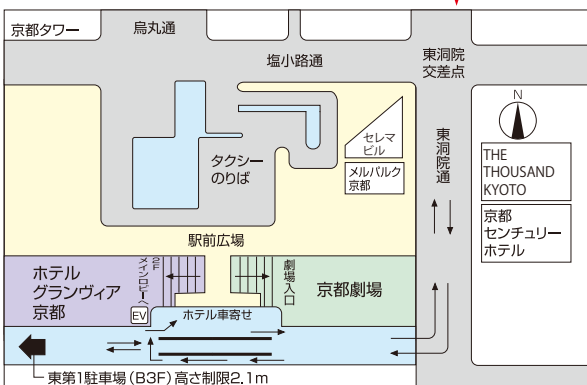 京都タワー
烏丸通
塩小路通
東洞院
交差点
N
セレマ
ビル
メルパルク
京都
タクシー
のりば
東洞院通
THE
THOUSAND
KYOTO
京都
センチュリー
ホテル
駅前広場
ホテル
グランヴィア
京都
2F
メインロビーへ
劇場入口
京都劇場
EV
ホテル車寄せ
東第1駐車場(B3F)高さ制限2.1m